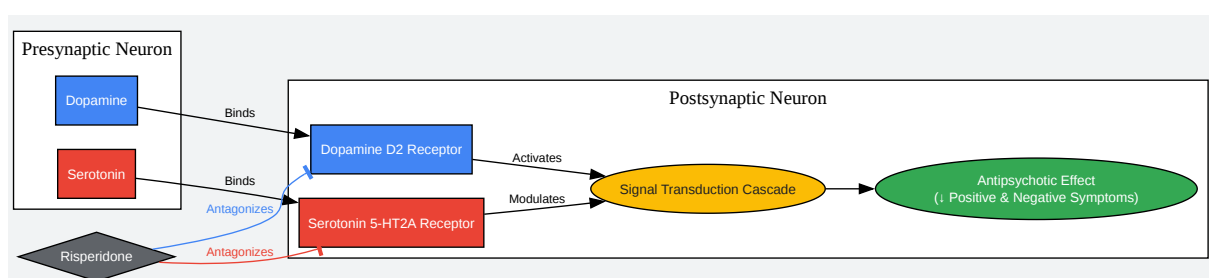 Presynaptic Neuron
Dopamine
Serotonin
Risperidone
Binds
Binds
Antagonizes
Antagonizes
Postsynaptic Neuron
Dopamine D2 Receptor
Serotonin 5-HT2A Receptor
Activates
Modulates
Signal Transduction Cascade
Antipsychotic Effect
(↓ Positive & Negative Symptoms)